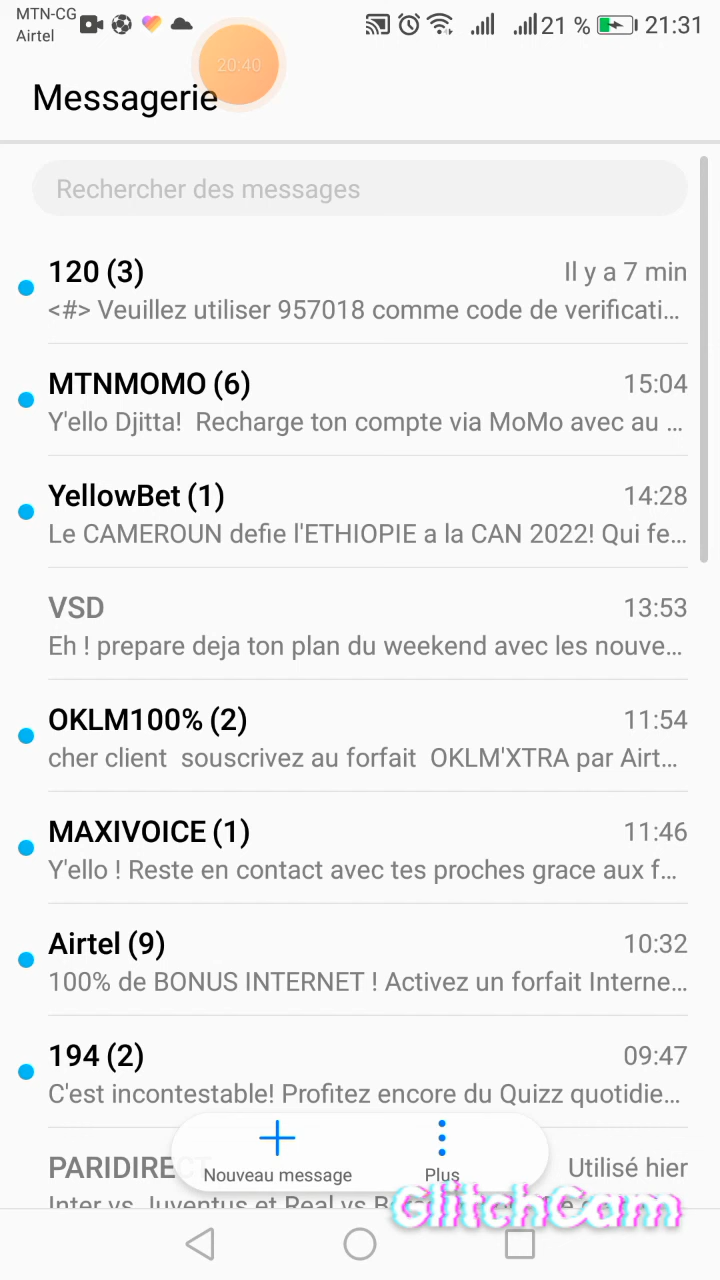 MTN-CG
Airtel
21 % 21:31
20:40
Messagerie
Rechercher des messages
120 (3) Il y a 7 min
<#> Veuillez utiliser 957018 comme code de verificati...
MTNMOMO (6) 15:04
Y'ello Djitta!  Recharge ton compte via MoMo avec au ...
YellowBet (1) 14:28
Le CAMEROUN defie l'ETHIOPIE a la CAN 2022! Qui fe...
VSD 13:53
Eh ! prepare deja ton plan du weekend avec les nouve...
OKLM100% (2) 11:54
cher client  souscrivez au forfait  OKLM'XTRA par Airt...
MAXIVOICE (1) 11:46
Y'ello ! Reste en contact avec tes proches grace aux f...
Airtel (9) 10:32
100% de BONUS INTERNET ! Activez un forfait Interne...
194 (2) 09:47
C'est incontestable! Profitez encore du Quizz quotidie...
PARIDIREC Utilisé hier
Nouveau message Plus
Inter vs Juventus et Real vs
GlitchCam